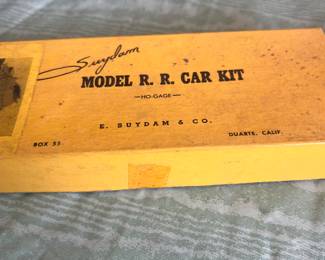 Suydam
MODEL R. R. CAR KIT
—HO-GAGE—
E. SUYDAM & CO.
BOX 55
DUARTE, CALIF.